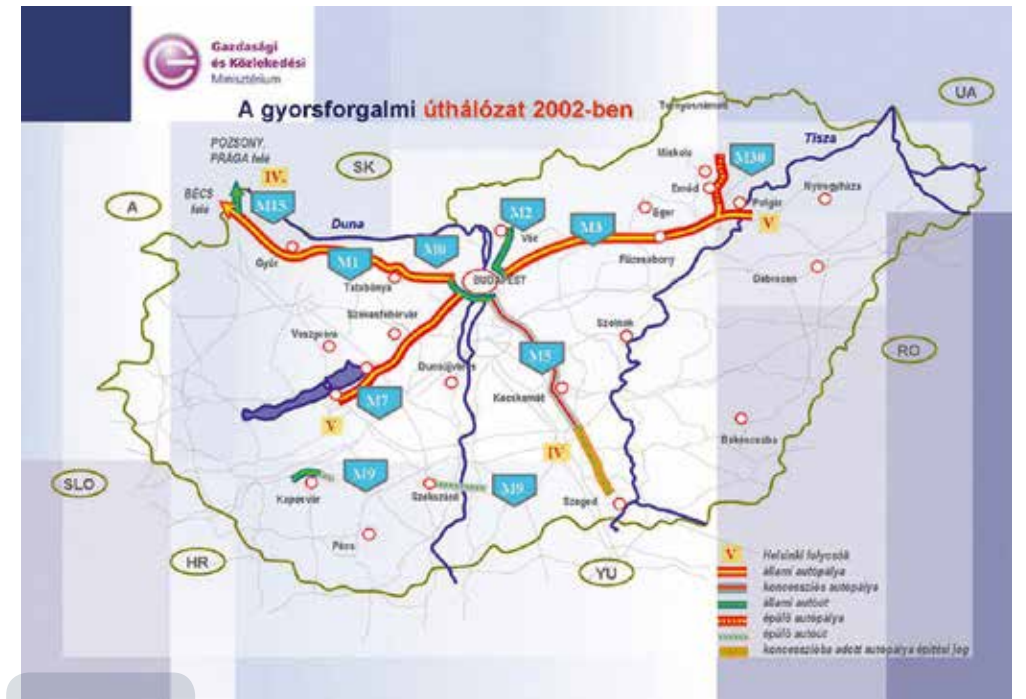 Gazdasági
és Közlekedési
Minisztérium
A gyorsforgalmi úthálózat 2002-ben
UA
Tornyosnémeti
Tisza
POZSONY,
PRÁGA felé
SK
Miskolc
M30
IV.
BÉCS
felé
A
M15
Emőd
Nyíregyháza
Polgár
Duna
M2
M3
Eger
V
Vác
Győr
M1
M0
Füzesabony
Debrecen
Tatabánya
BUDAPEST
Székesfehérvár
Veszprém
Szolnok
RO
M5
Dunaújváros
Kecskemét
M7
V
Békéscsaba
IV
SLO
M9
M9
Kaposvár
Szekszárd
Szeged
Pécs
HR
YU
V Helsinki folyosók
állami autópálya
koncessziós autópálya
állami autóút
épülő autópálya
épülő autóút
koncesszióba adott autópálya építési jog